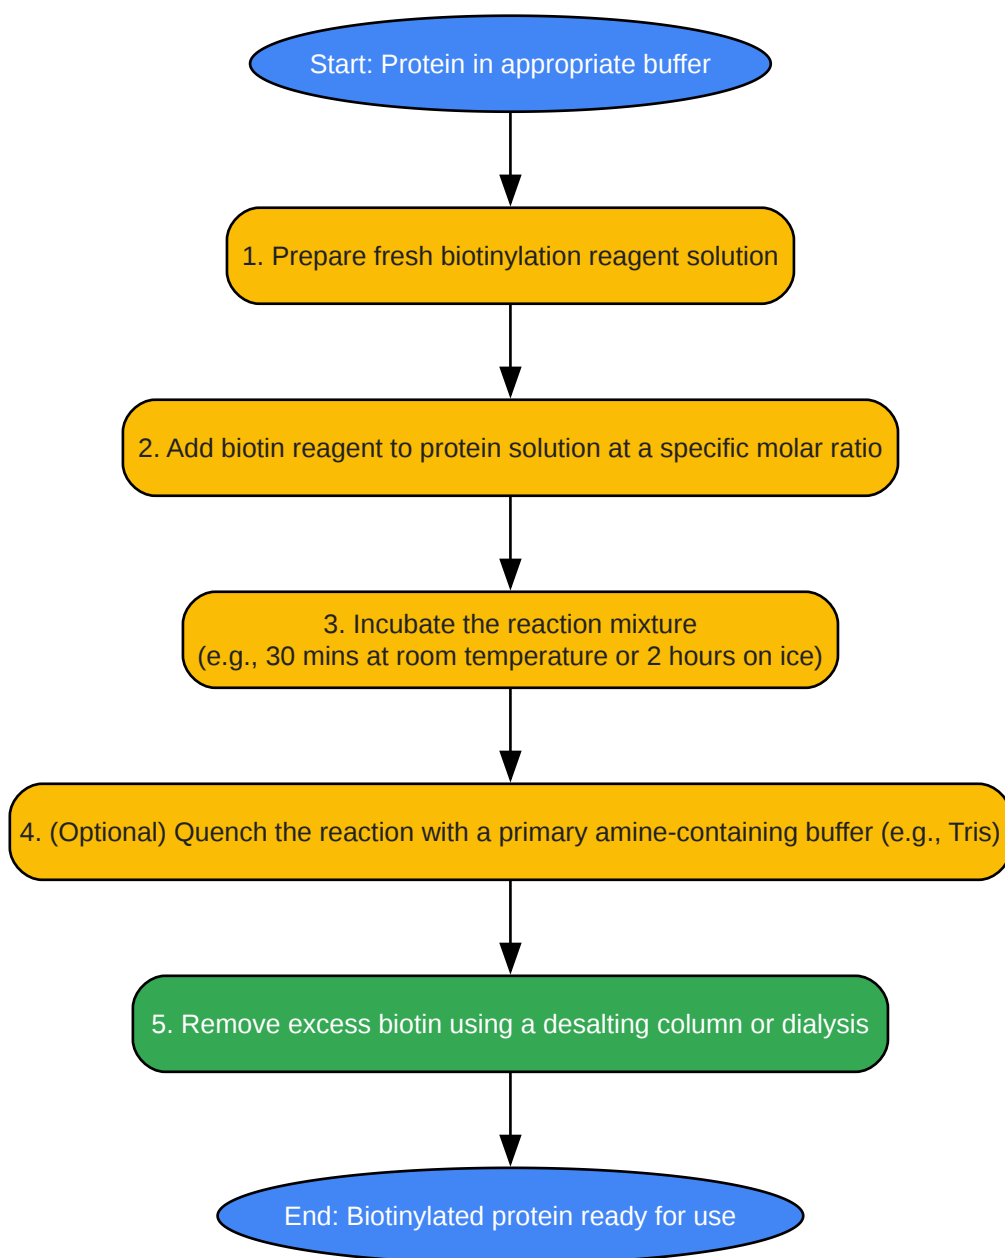 Start: Protein in appropriate buffer
1. Prepare fresh biotinylation reagent solution
2. Add biotin reagent to protein solution at a specific molar ratio
3. Incubate the reaction mixture
(e.g., 30 mins at room temperature or 2 hours on ice)
4. (Optional) Quench the reaction with a primary amine-containing buffer (e.g., Tris)
5. Remove excess biotin using a desalting column or dialysis
End: Biotinylated protein ready for use